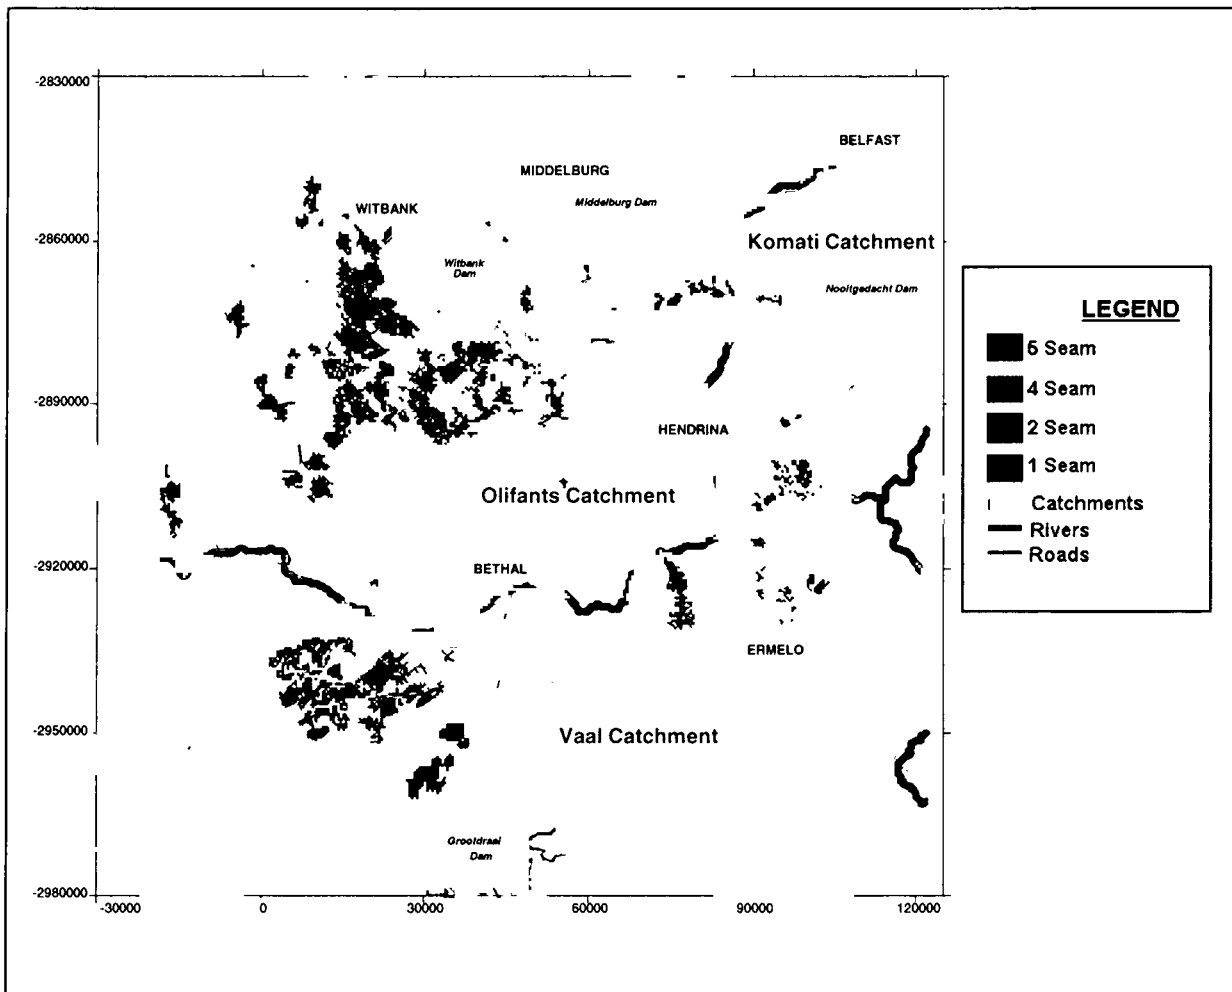 -2830000
BELFAST
MIDDELBURG
Middelburg Dam
WITBANK
-2860000
Komati Catchment
Witbank
Dam
Nooitgedacht Dam
LEGEND
5 Seam
4 Seam
2 Seam
1 Seam
Catchments
Rivers
Roads
-2890000
HENDRINA
Olifants Catchment
-2920000
BETHAL
ERMELO
-2950000
Vaal Catchment
Grootdraai
Dam
-2980000
-30000
0
30000
60000
90000
120000